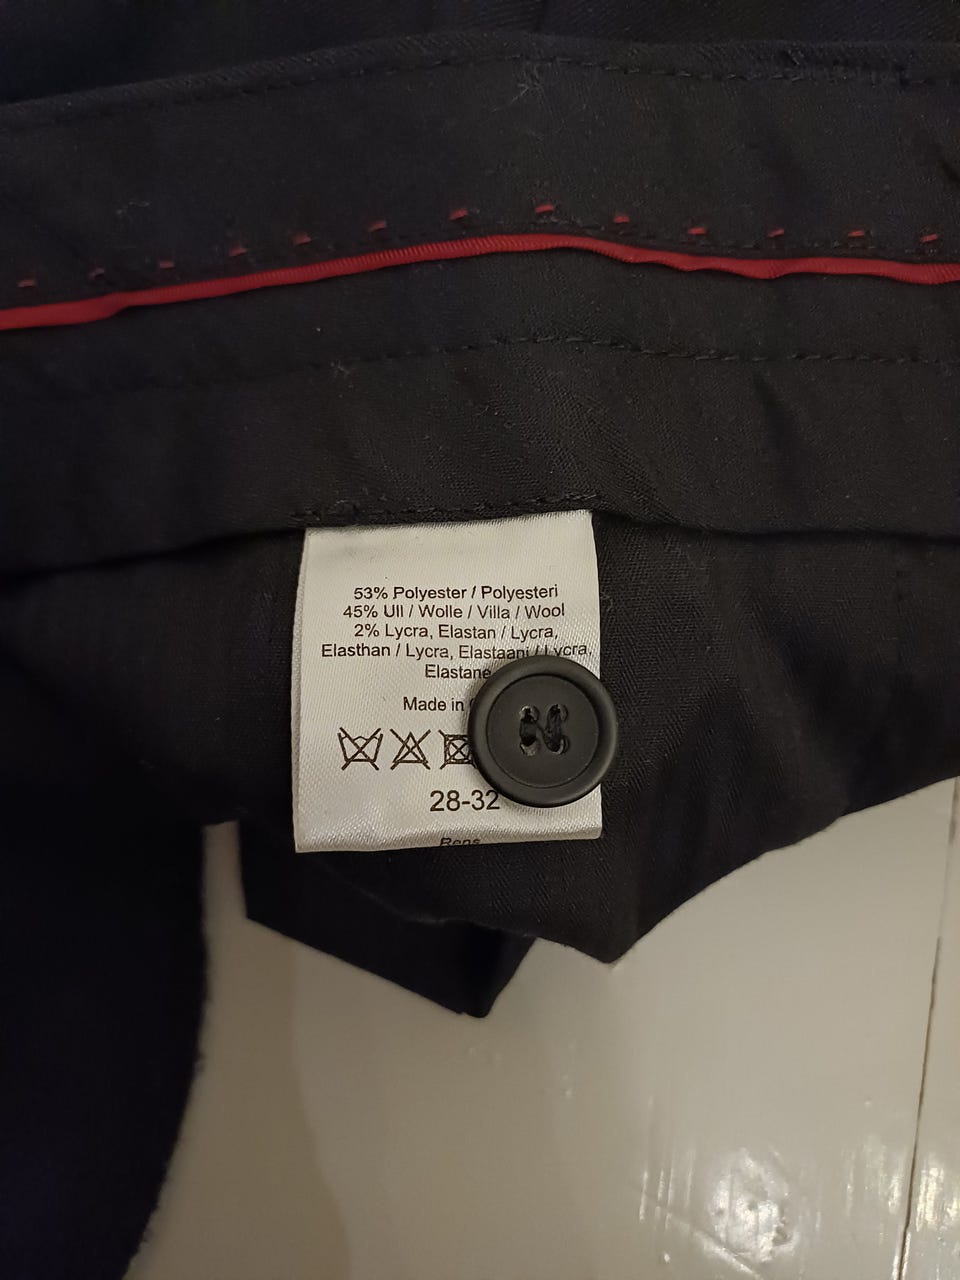 53% Polyester / Polyesteri
45% Ull / Wolle / Villa / Wool
2% Lycra, Elastan / Lycra,
Elasthan / Lycra, Elastaani / Lycra,
Elastane
Made in
28-32
Rens